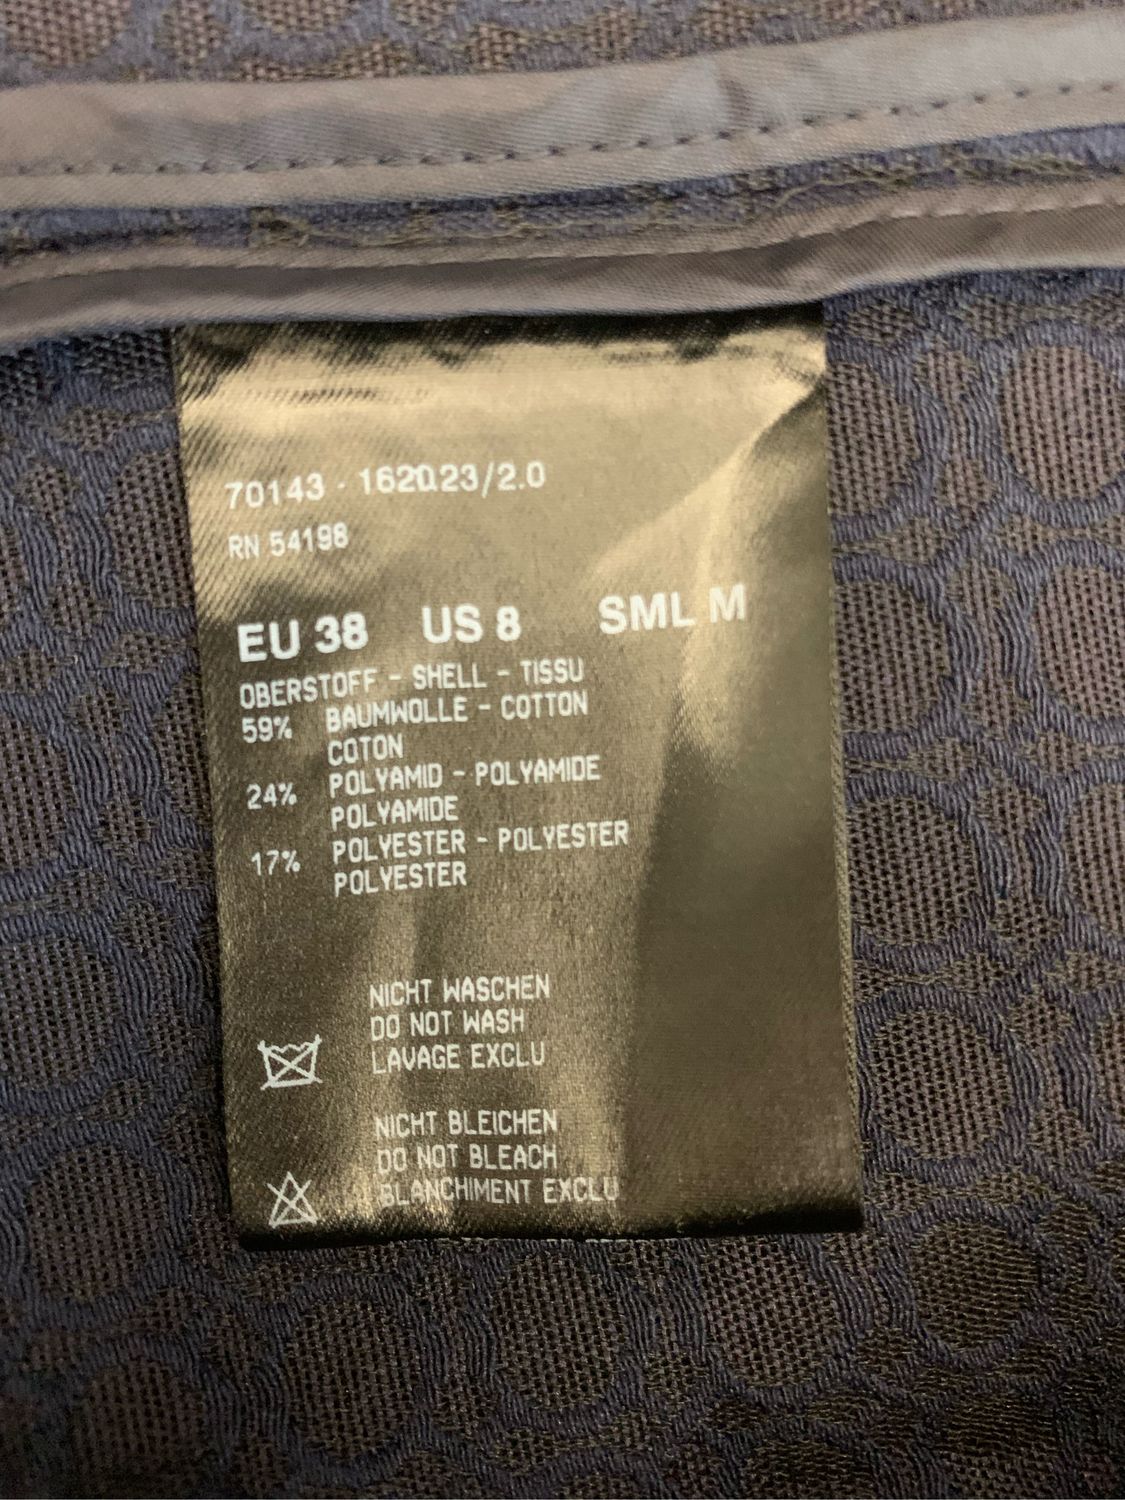 70143 - 162023/2.0
RN 54198
EU 38 US 8 SML M
OBERSTOFF - SHELL - TISSU
59% BAUMWOLLE - COTTON
COTON
24% POLYAMID - POLYAMIDE
POLYAMIDE
17% POLYESTER - POLYESTER
POLYESTER
NICHT WASCHEN
DO NOT WASH
LAVAGE EXCLU
NICHT BLEICHEN
DO NOT BLEACH
BLANCHIMENT EXCLU